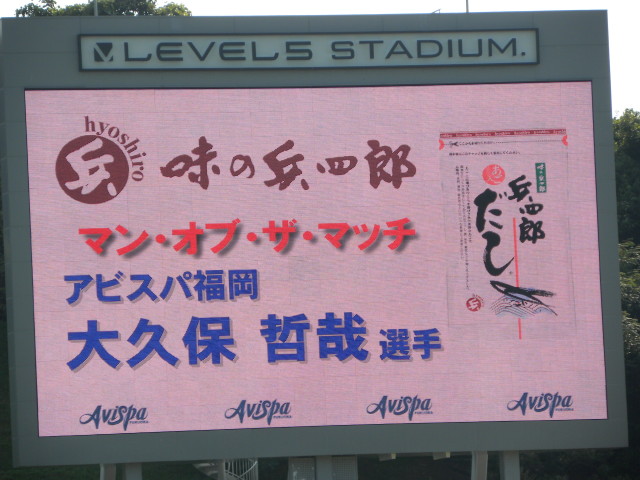 LEVEL5 STADIUM.
hyoshiro
兵
味の兵四郎
マン・オブ・ザ・マッチ
アビスパ福岡
大久保 哲哉 選手
兵四郎
だし
Avispa
Avispa
Avispa
Avispa